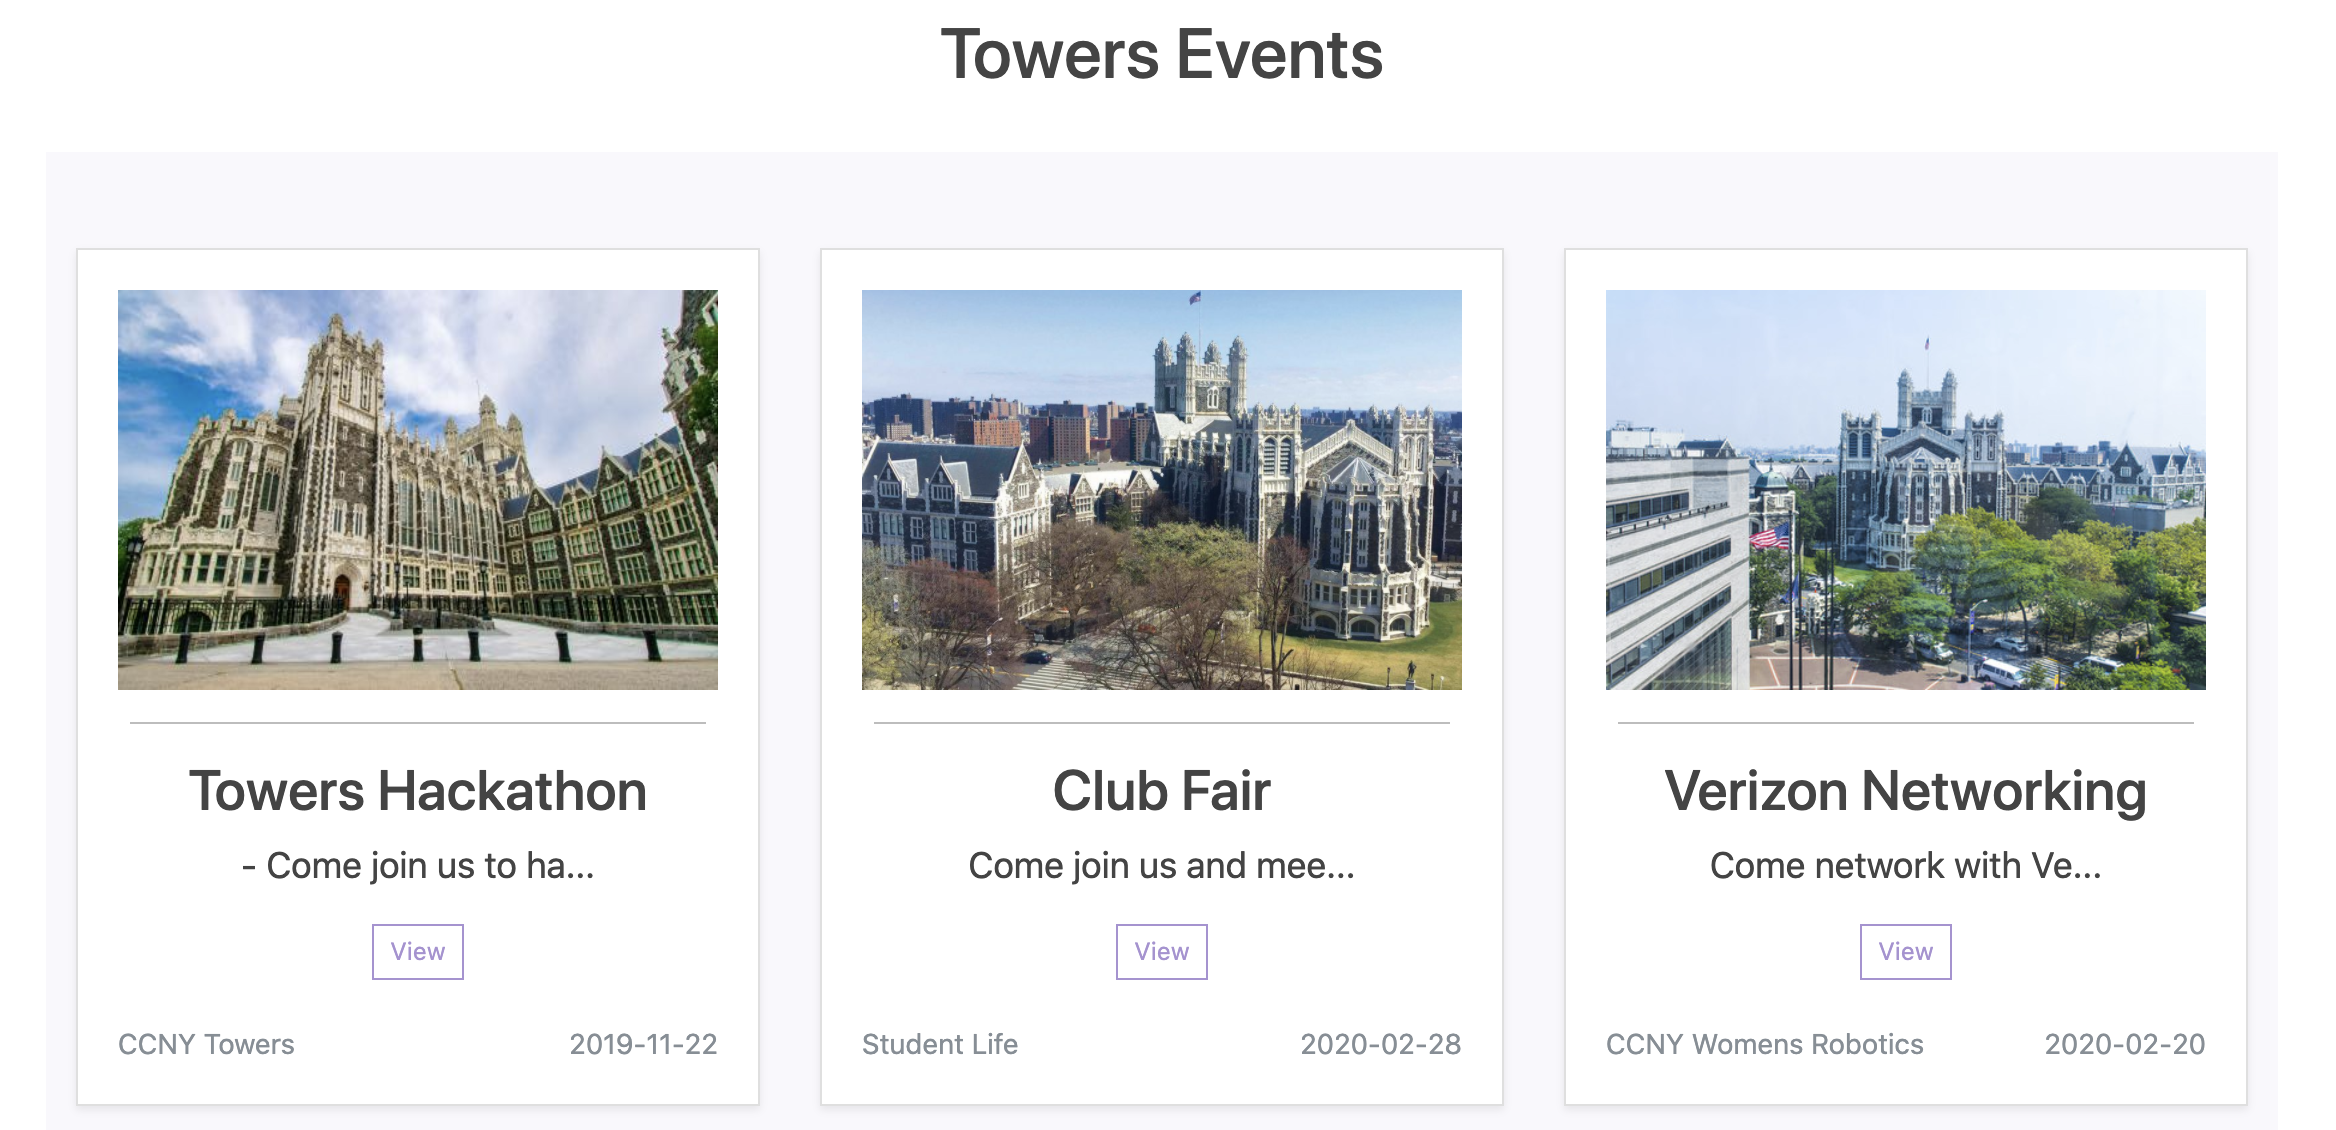 Towers Events
Towers Hackathon
- Come join us to ha...
View
CCNY Towers 2019-11-22
Club Fair
Come join us and mee...
View
Student Life 2020-02-28
Verizon Networking
Come network with Ve...
View
CCNY Womens Robotics 2020-02-20